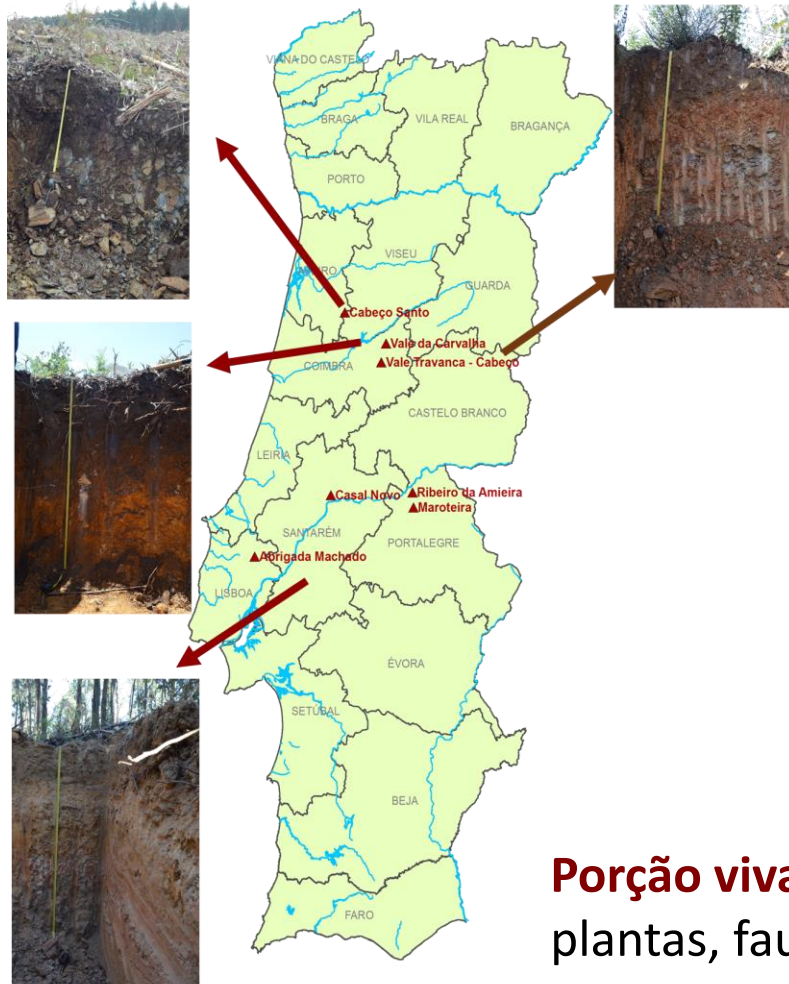 VIANA DO CASTELO
BRAGA
VILA REAL
BRAGANÇA
PORTO
VISEU
GUARDA
Cabeço Santo
Vale da Carvalha
COIMBRA
Vale Travanca - Cabeço
CASTELO BRANCO
LEIRIA
Casal Novo
Ribeiro da Amieira
Maroteira
SANTARÉM
PORTALEGRE
Abrigada Machado
LISBOA
ÉVORA
SETÚBAL
BEJA
FARO
Porção viva
plantas, fau